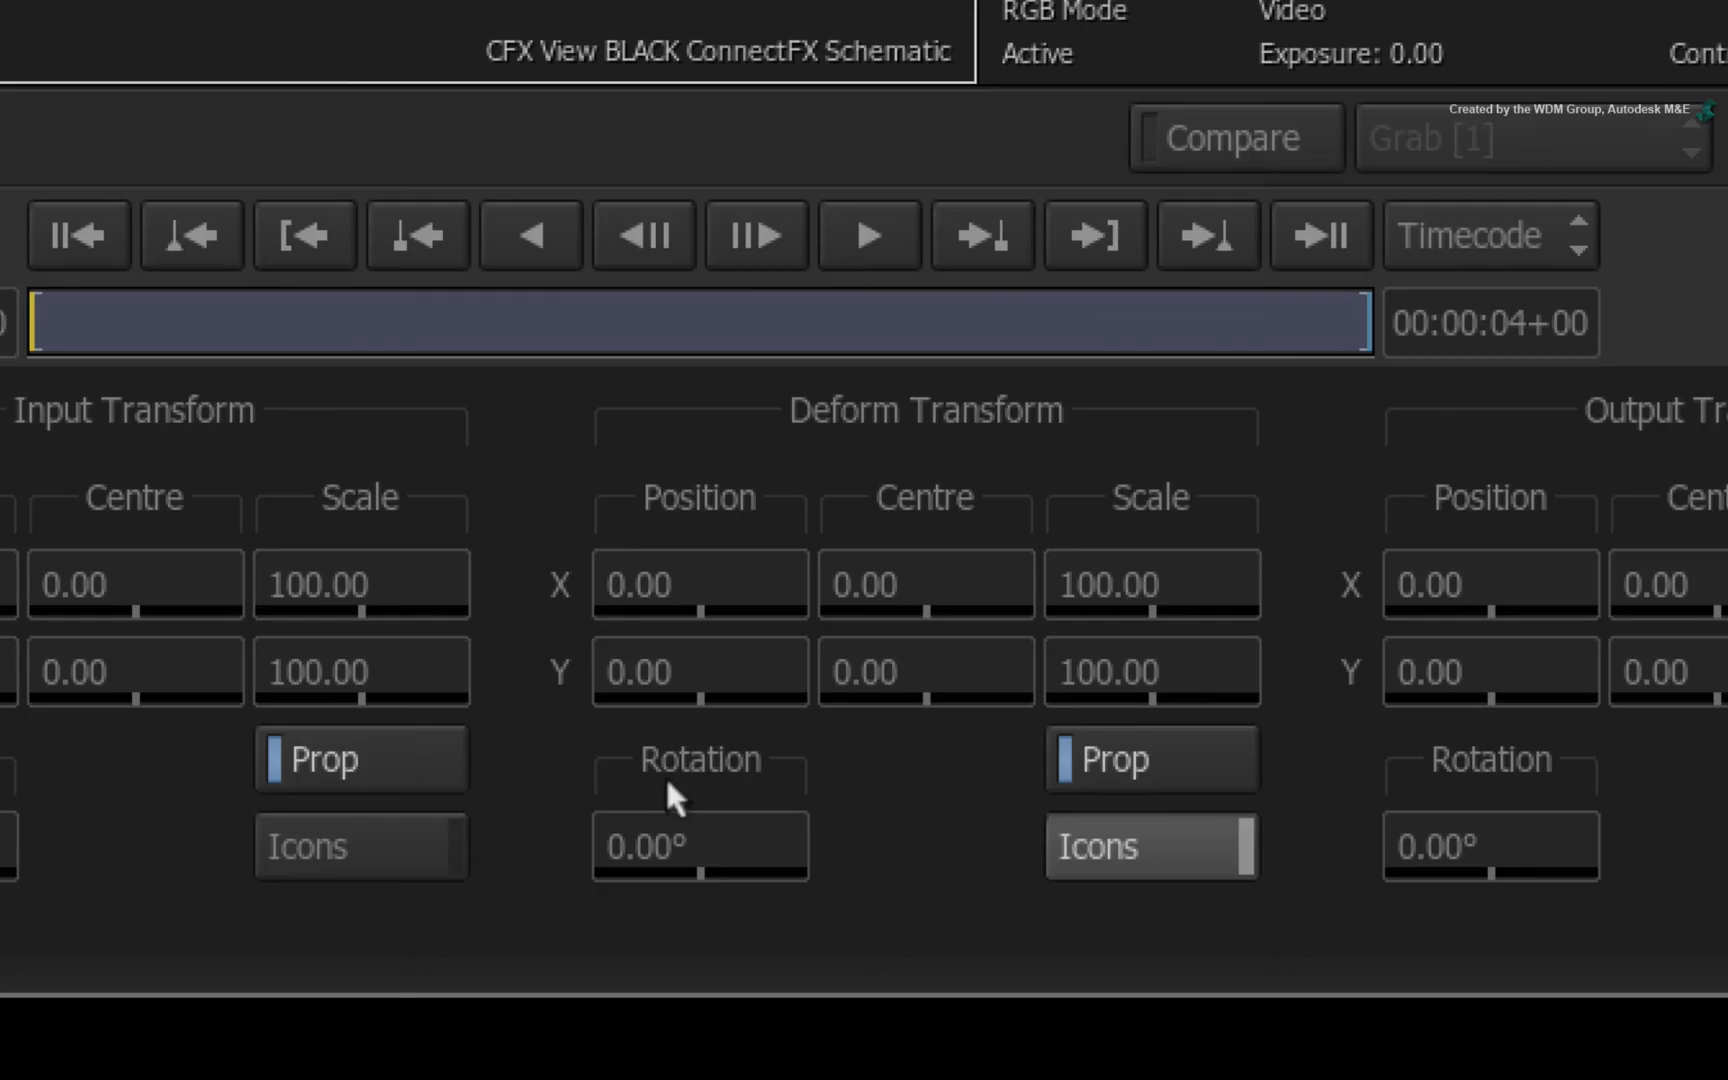 RGB Mode Video
CFX View BLACK ConnectFX Schematic Active Exposure: 0.00
Created by the WDM Group, Autodesk M&E
Compare Grab [1]
Timecode
00:00:04+00
Input Transform Deform Transform Output
Centre Scale Position Centre Scale Position
0.00 100.00 X 0.00 0.00 100.00 X 0.00 0.00
0.00 100.00 Y 0.00 0.00 100.00 Y 0.00 0.00
Prop Rotation Prop Rotation
Icons 0.00° Icons 0.00°